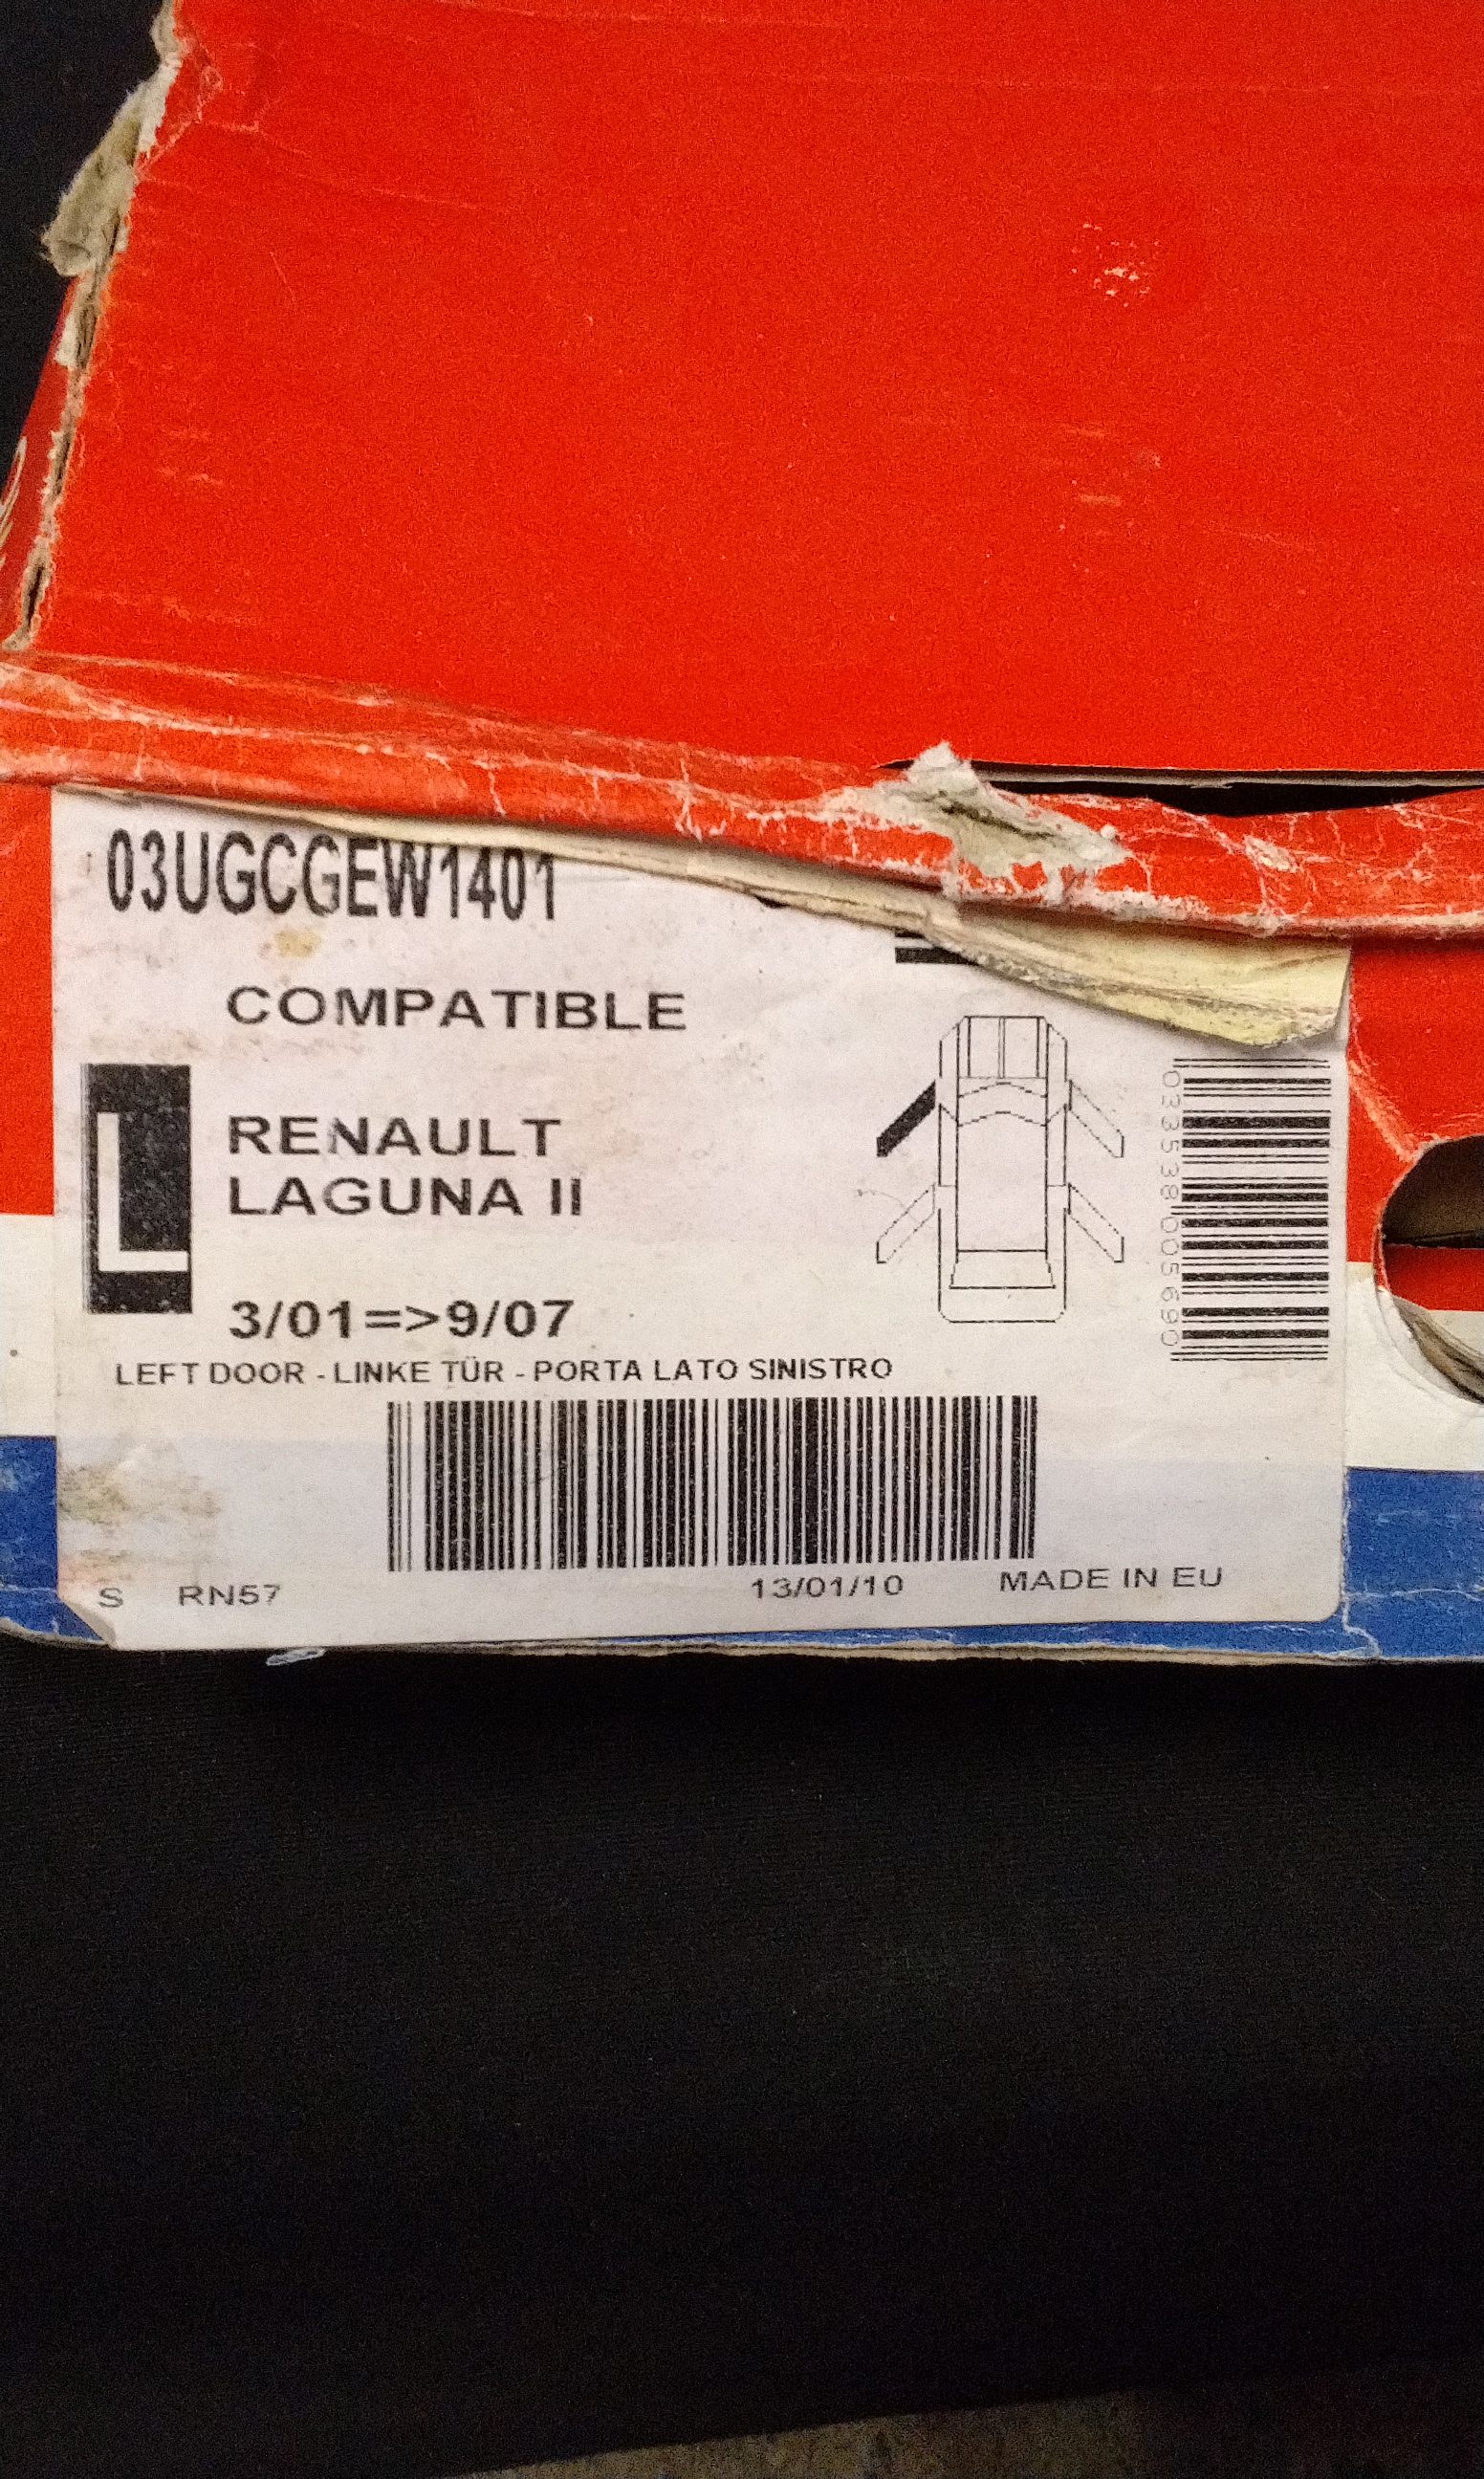 03UGCGEW1401
COMPATIBLE
L
RENAULT
LAGUNA II
3/01=>9/07
LEFT DOOR - LINKE TÜR - PORTA LATO SINISTRO
S RN57 13/01/10 MADE IN EU
0335380056990